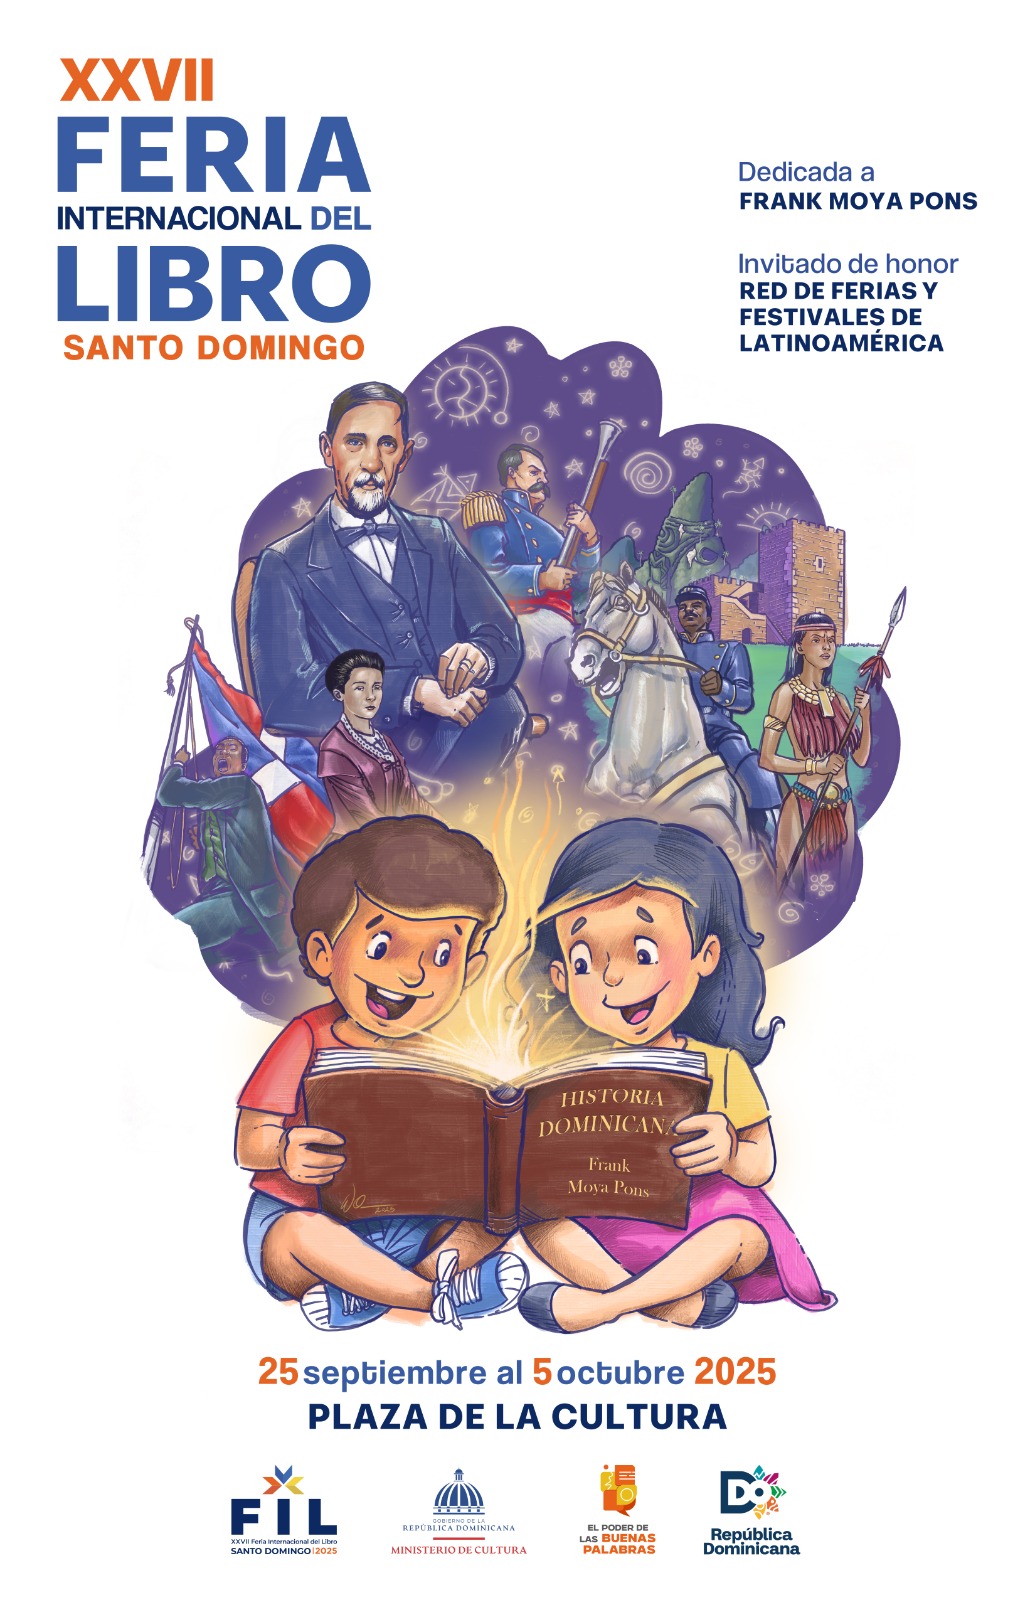 XXVII
FERIA
INTERNACIONAL DEL
LIBRO
SANTO DOMINGO
Dedicada a
FRANK MOYA PONS
Invitado de honor
RED DE FERIAS Y
FESTIVALES DE
LATINOAMÉRICA
HISTORIA
DOMINICANA
Frank
Moya Pons
2025
25 septiembre al 5 octubre 2025
PLAZA DE LA CULTURA
FIL
XXVII Feria Internacional del Libro
SANTO DOMINGO | 2025
GOBIERNO DE LA
REPÚBLICA DOMINICANA
MINISTERIO DE CULTURA
EL PODER DE
LAS BUENAS
PALABRAS
DO
República
Dominicana